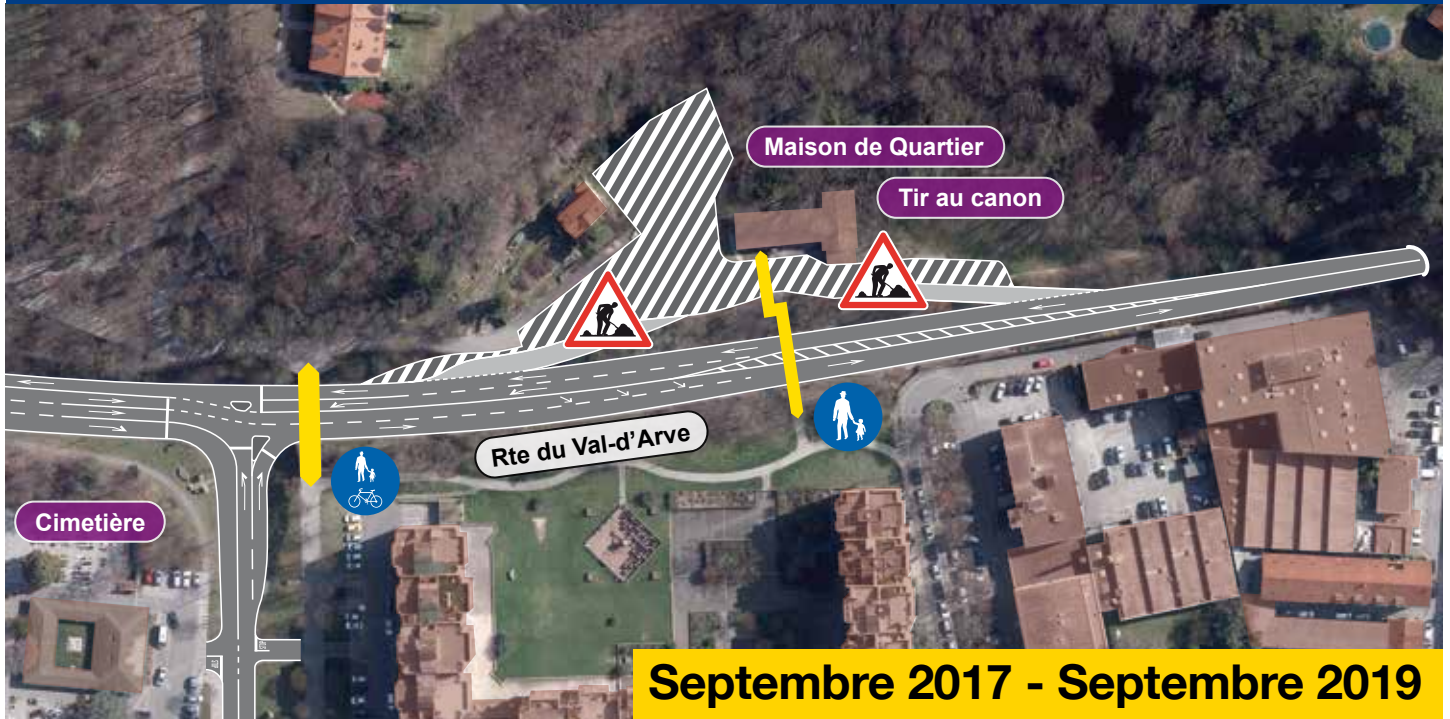 Maison de Quartier
Tir au canon
Rte du Val-d'Arve
Cimetière
Septembre 2017 - Septembre 2019